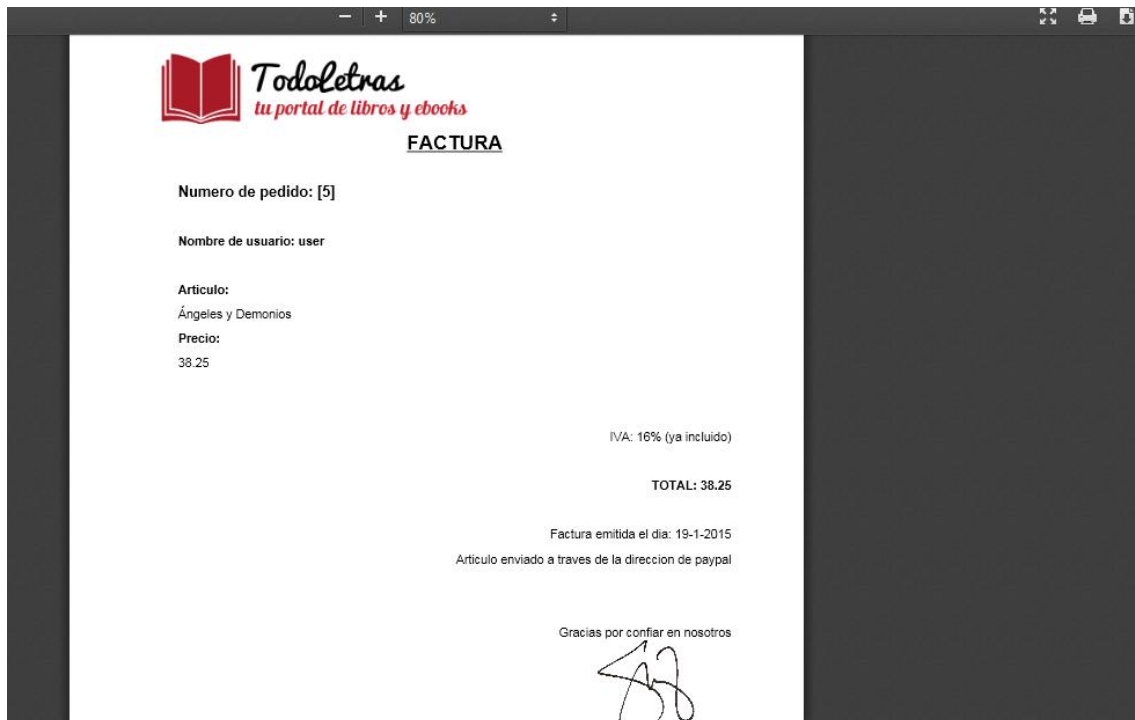 80%
TodoLetras
tu portal de libros y ebooks
FACTURA
Numero de pedido: [5]
Nombre de usuario: user
Articulo:
Ángeles y Demonios
Precio:
38.25
IVA: 16% (ya incluido)
TOTAL: 38.25
Factura emitida el dia: 19-1-2015
Articulo enviado a traves de la direccion de paypal
Gracias por confiar en nosotros